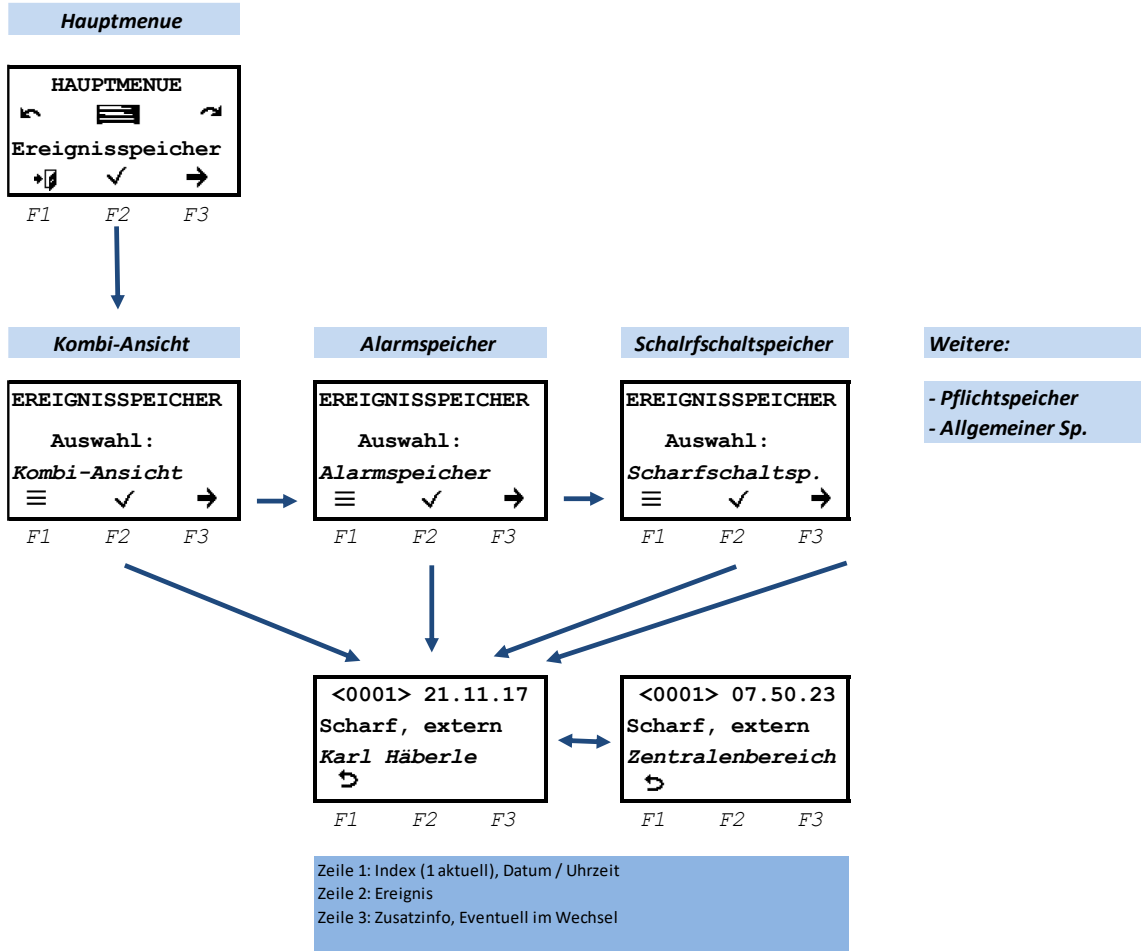 Hauptmenue
HAUPTMENUE
Ereignisspeicher
F1 F2 F3
Kombi-Ansicht
Alarmspeicher
Schalrfschaltspeicher
Weitere:
EREIGNISSPEICHER
Auswahl:
Kombi-Ansicht
F1 F2 F3
EREIGNISSPEICHER
Auswahl:
Alarmspeicher
F1 F2 F3
EREIGNISSPEICHER
Auswahl:
Scharfschaltsp.
F1 F2 F3
- Pflichtspeicher
- Allgemeiner Sp.
<0001> 21.11.17
Scharf, extern
Karl Häberle
F1 F2 F3
<0001> 07.50.23
Scharf, extern
Zentralenbereich
F1 F2 F3
Zeile 1: Index (1 aktuell), Datum / Uhrzeit
Zeile 2: Ereignis
Zeile 3: Zusatzinfo, Eventuell im Wechsel